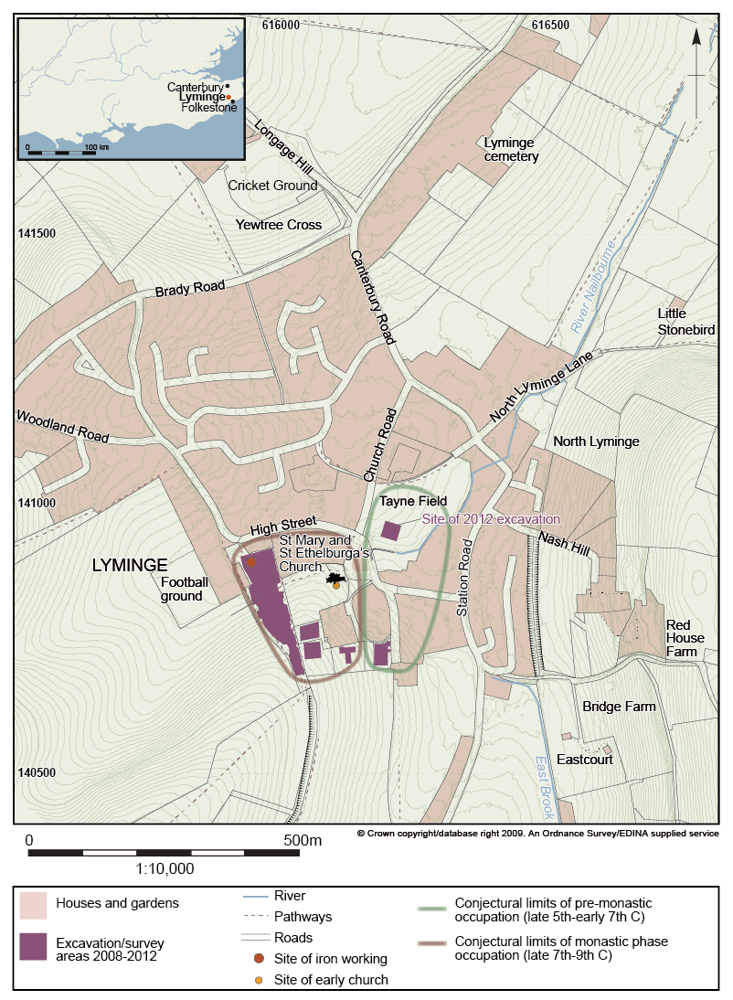 616000
616500
Canterbury
Lyminge
Folkestone
0
100 km
Longage Hill
Lyminge
cemetery
Cricket Ground
Yewtree Cross
141500
Canterbury Road
Brady Road
River Nailbourne
Little
Stonebird
North Lyminge Lane
Woodland Road
Church Road
North Lyminge
141000
Tayne Field
Site of 2012 excavation
High Street
St Mary and
St Ethelburga's
Church
Nash Hill
LYMINGE
Football
ground
Station Road
Red
House
Farm
Bridge Farm
Eastcourt
140500
East Brook
© Crown copyright/database right 2009. An Ordnance Survey/EDINA supplied service
0
500m
1:10,000
Houses and gardens
Excavation/survey
areas 2008-2012
River
Pathways
Roads
Site of iron working
Site of early church
Conjectural limits of pre-monastic
occupation (late 5th-early 7th C)
Conjectural limits of monastic phase
occupation (late 7th-9th C)